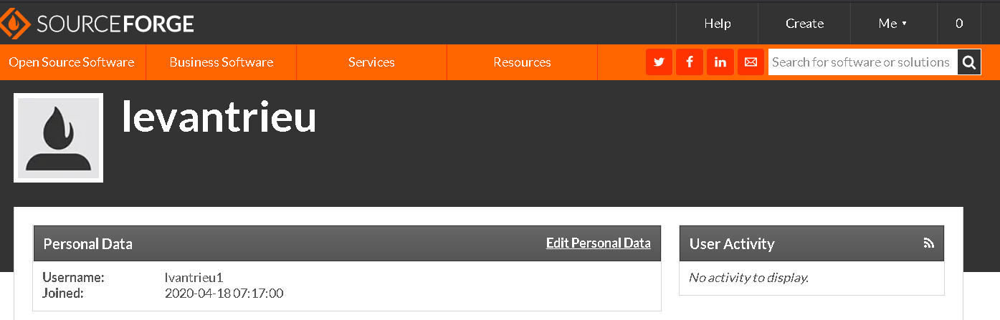 SOURCEFORGE
Help Create Me ▾ 0
Open Source Software Business Software Services Resources Search for software or solutions
levantrieu
Personal Data Edit Personal Data
Username: lvantrieu1
Joined: 2020-04-18 07:17:00
User Activity
No activity to display.